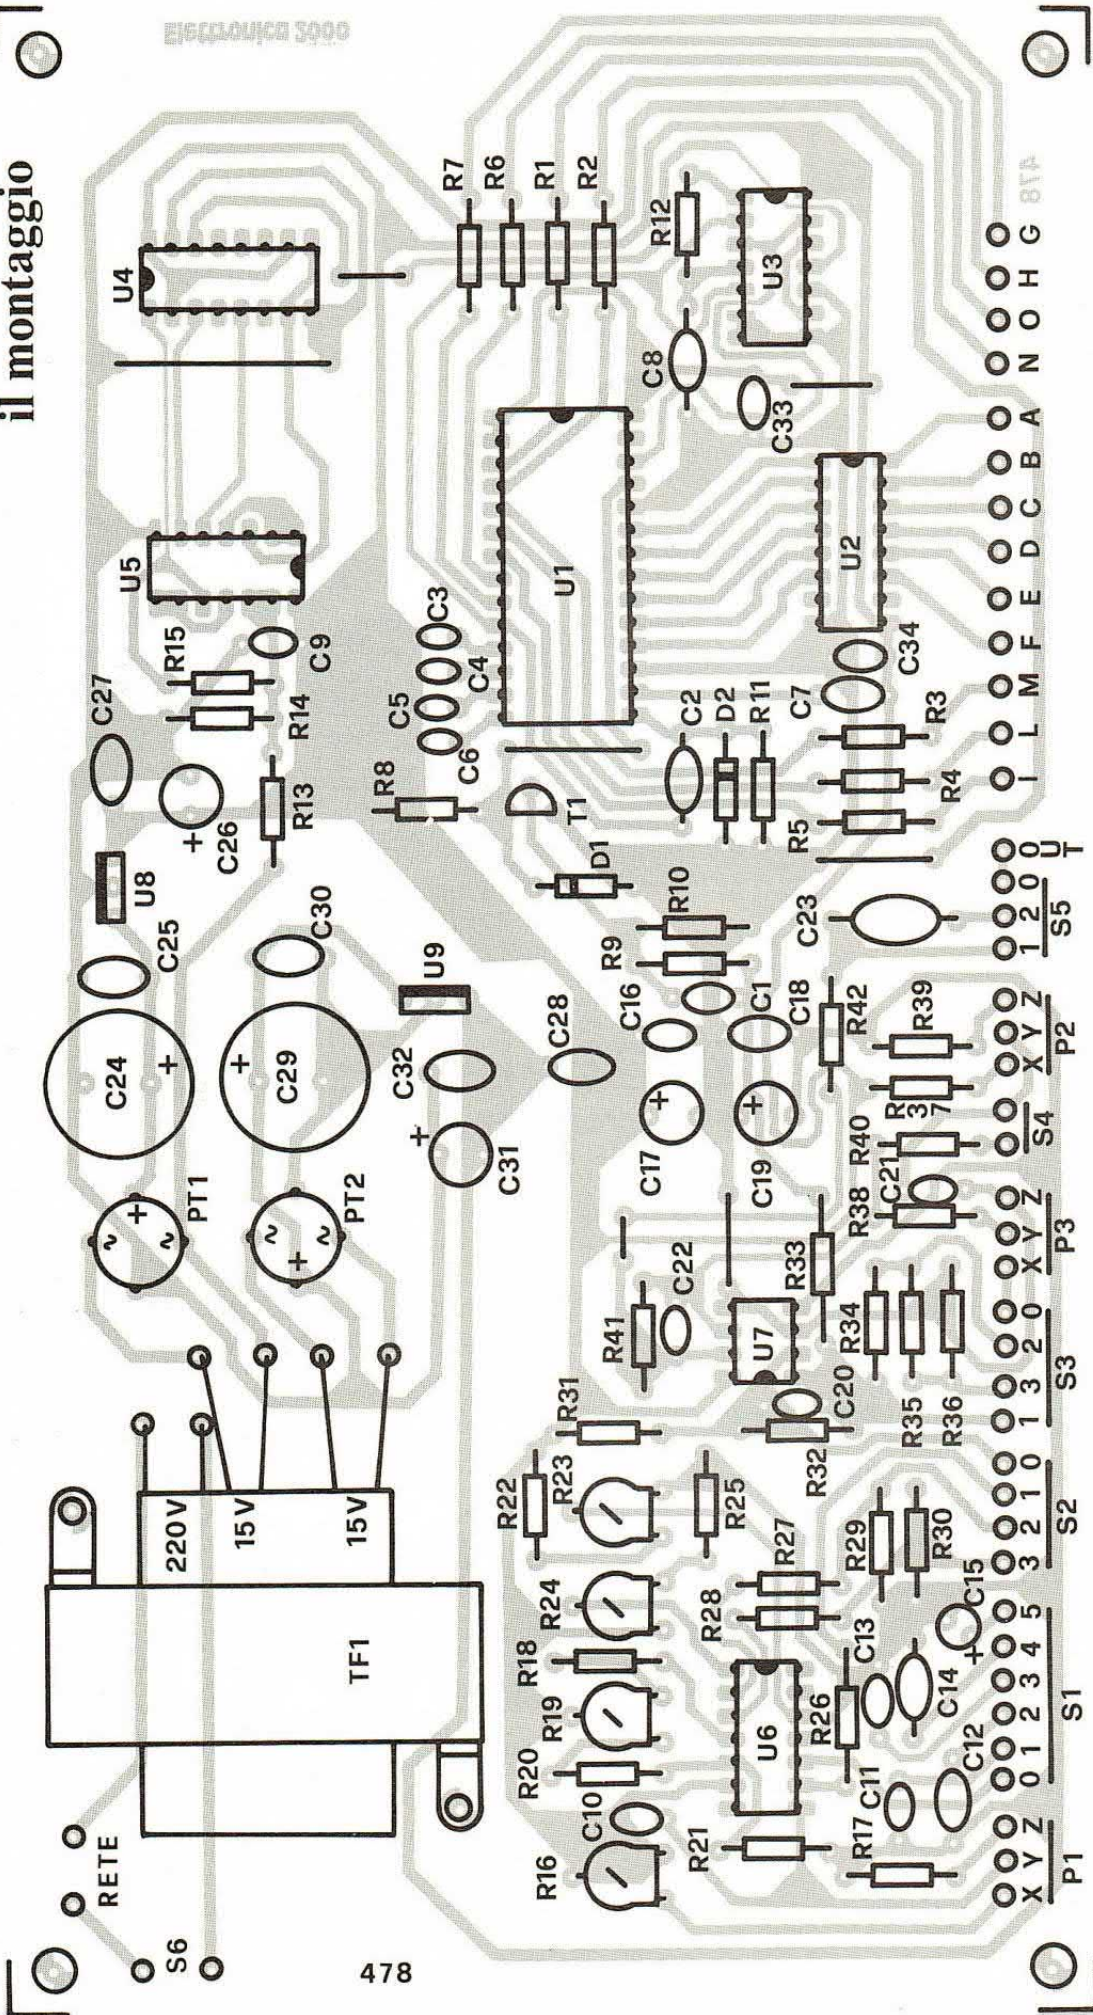 il montaggio
Elettronica 2000
478
U4
R7
R6
R1
R2
R12
U3
C8
C33
U5
R15
C9
R14
C27
C26
R13
U8
C25
C30
C24
C29
PT1
PT2
C3
C4
C5
C6
R8
U1
U2
T1
C2
D2
R11
C7
C34
R3
R4
R5
D1
R10
R9
C23
U9
C32
C31
C28
C16
C1
C18
C17
C19
R42
R39
R37
R40
C21
R38
R33
C22
R41
U7
R34
R35
R36
C20
R32
R31
R22
R23
R25
R24
R27
R28
R29
R30
R18
R19
R20
C10
R16
R21
U6
R26
C13
C15
C14
C12
C11
R17
220V
15V
15V
TF1
RETE
S6
478
X Y Z
P1
0 1 2 3 4 5
S1
3 2 1 0
S2
1 3 2 0
S3
X Y Z
P3
S4
X Y Z
P2
1 2 0
S5
OUT
I L M F E D C B A N O H G